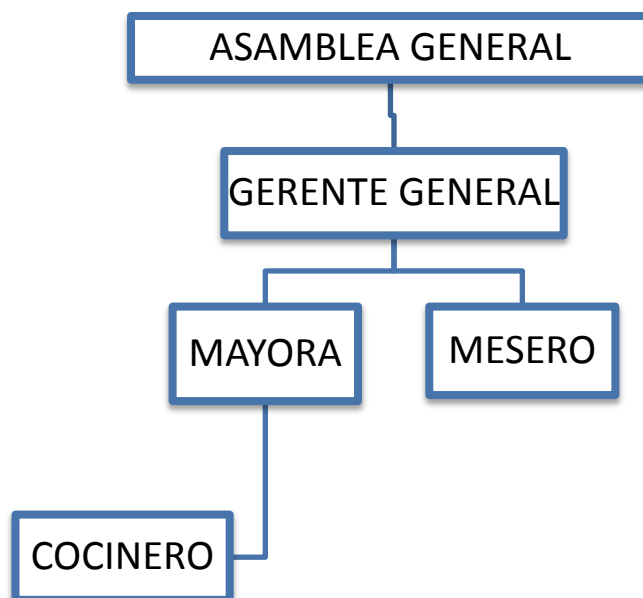 ASAMBLEA GENERAL
GERENTE GENERAL
MAYORA
MESERO
COCINERO